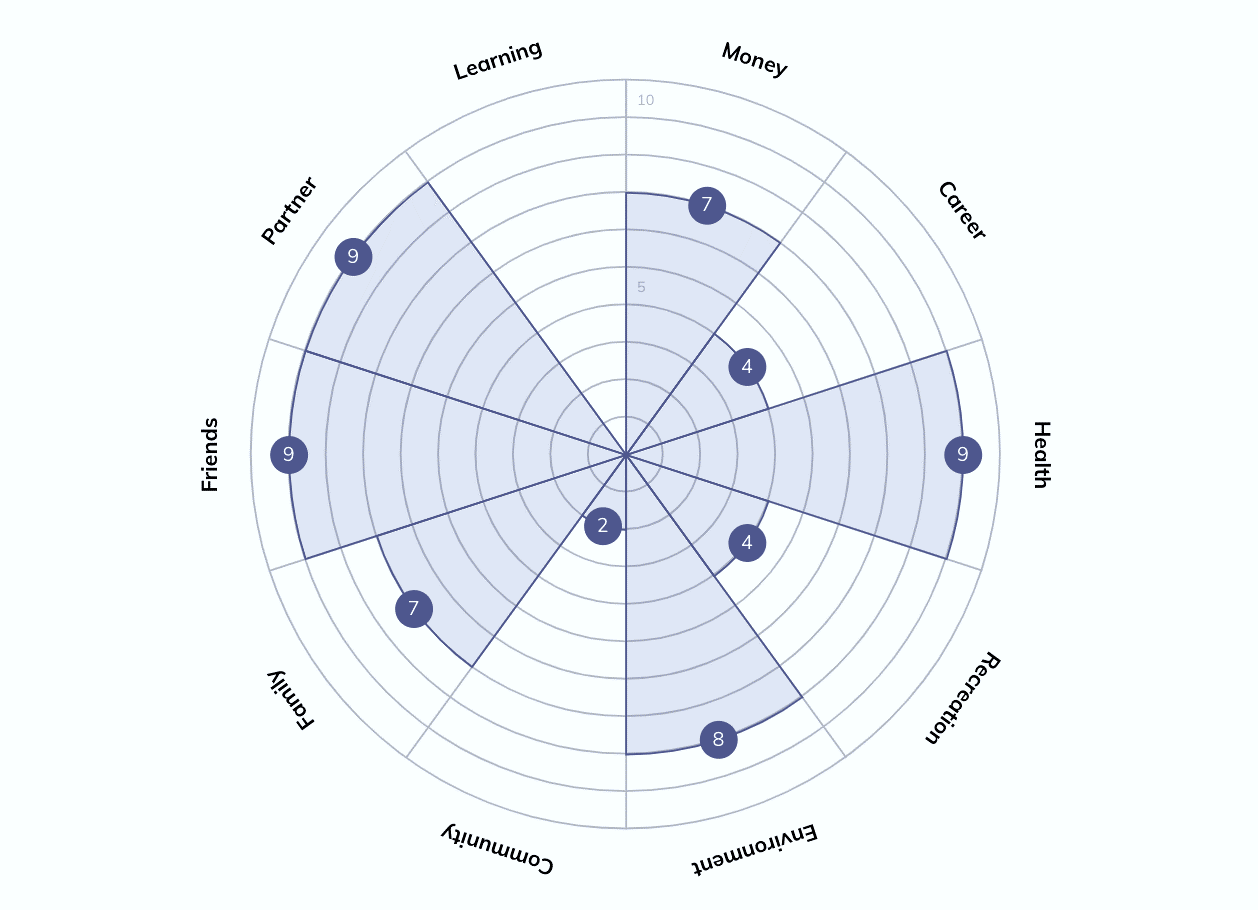 Learning
Money
10
Partner
Career
7
9
5
4
Friends
Health
9
9
2
4
7
Family
Recreation
8
Community
Environment